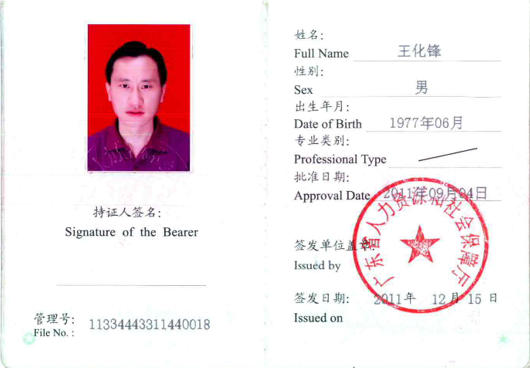 持证人签名:
Signature of the Bearer
管理号:
File No.: 11334443311440018
姓名:
Full Name 王化锋
性别:
Sex 男
出生年月:
Date of Birth 1977年06月
专业类别:
Professional Type
批准日期:
Approval Date 2011年09月04日
签发单位盖章
Issued by
广东省人力资源和社会保障厅
签发日期: 2011年 12月 15日
Issued on